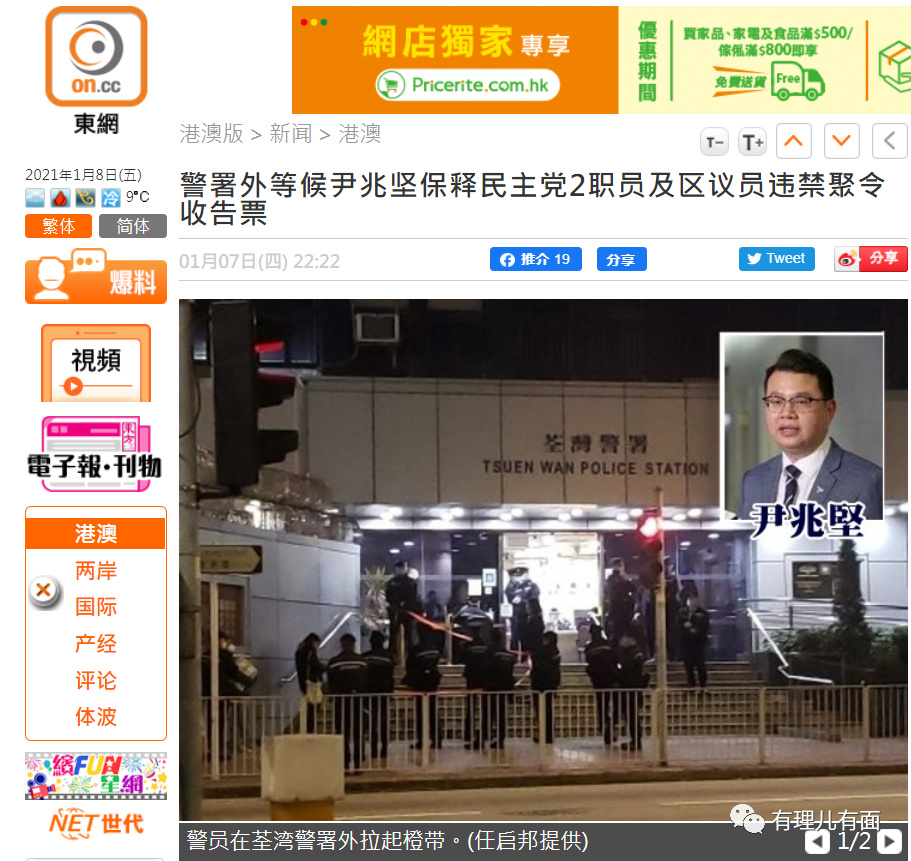 on.cc
東網
網店獨家 專享
Pricerite.com.hk
優惠期間
買家品、家電及食品滿$500/
傢俬滿$800即享
免費送貨
Free
港澳版 > 新闻 > 港澳
T−
T+
2021年1月8日(五)
冷 9°C
繁体
简体
警署外等候尹兆坚保释民主党2职员及区议员违禁聚令
收告票
01月07日(四) 22:22
推介 19
分享
Tweet
分享
爆料
視頻
東方
電子報·刊物
港澳
两岸
国际
产经
评论
体波
繽FUN
星網
NET世代
荃灣警署
TSUEN WAN POLICE STATION
尹兆堅
有理儿有面
警员在荃湾警署外拉起橙带。(任启邦提供)
1/2